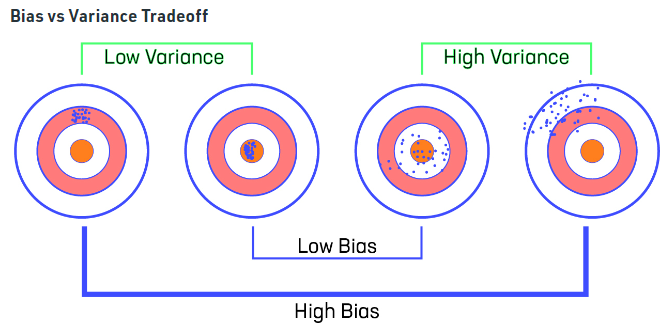 Bias vs Variance Tradeoff
Low Variance
High Variance
Low Bias
High Bias